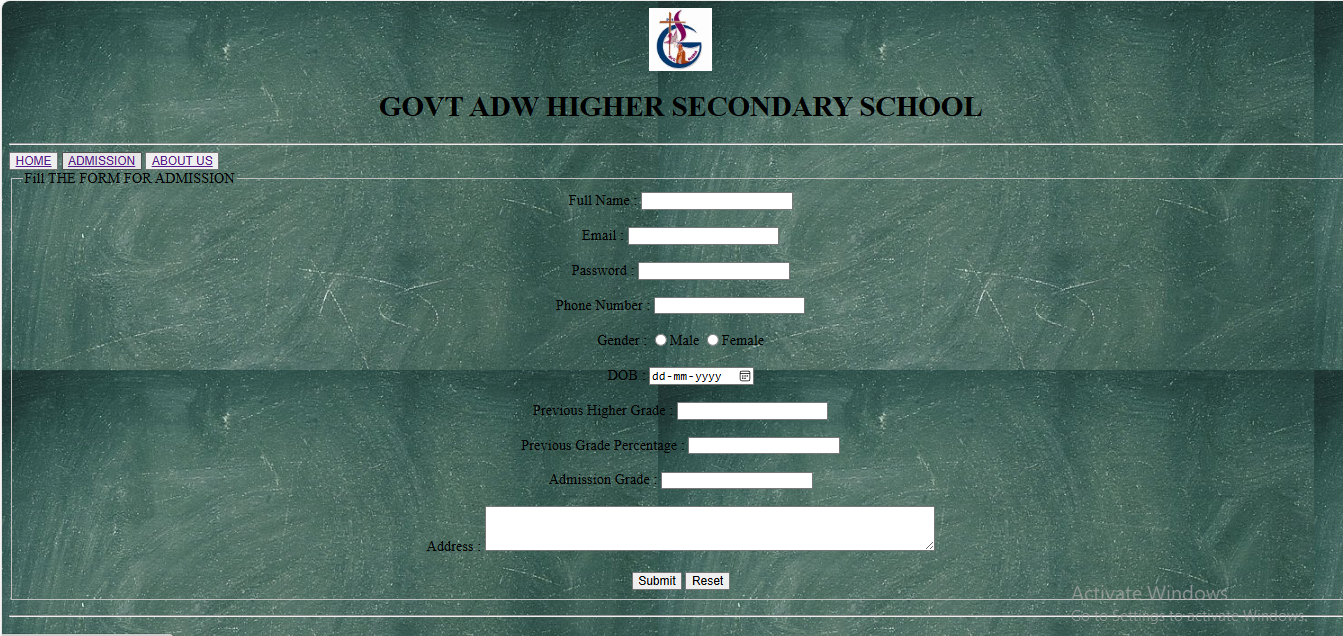 GOVT ADW HIGHER SECONDARY SCHOOL
HOME ADMISSION ABOUT US
Fill THE FORM FOR ADMISSION
Full Name :
Email :
Password :
Phone Number :
Gender : Male Female
DOB : dd-mm-yyyy
Previous Higher Grade :
Previous Grade Percentage :
Admission Grade :
Address :
Submit Reset
Activate Windows
Go to Settings to activate Windows.